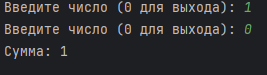 Введите число (0 для выхода): 1
Введите число (0 для выхода): 0
Сумма: 1